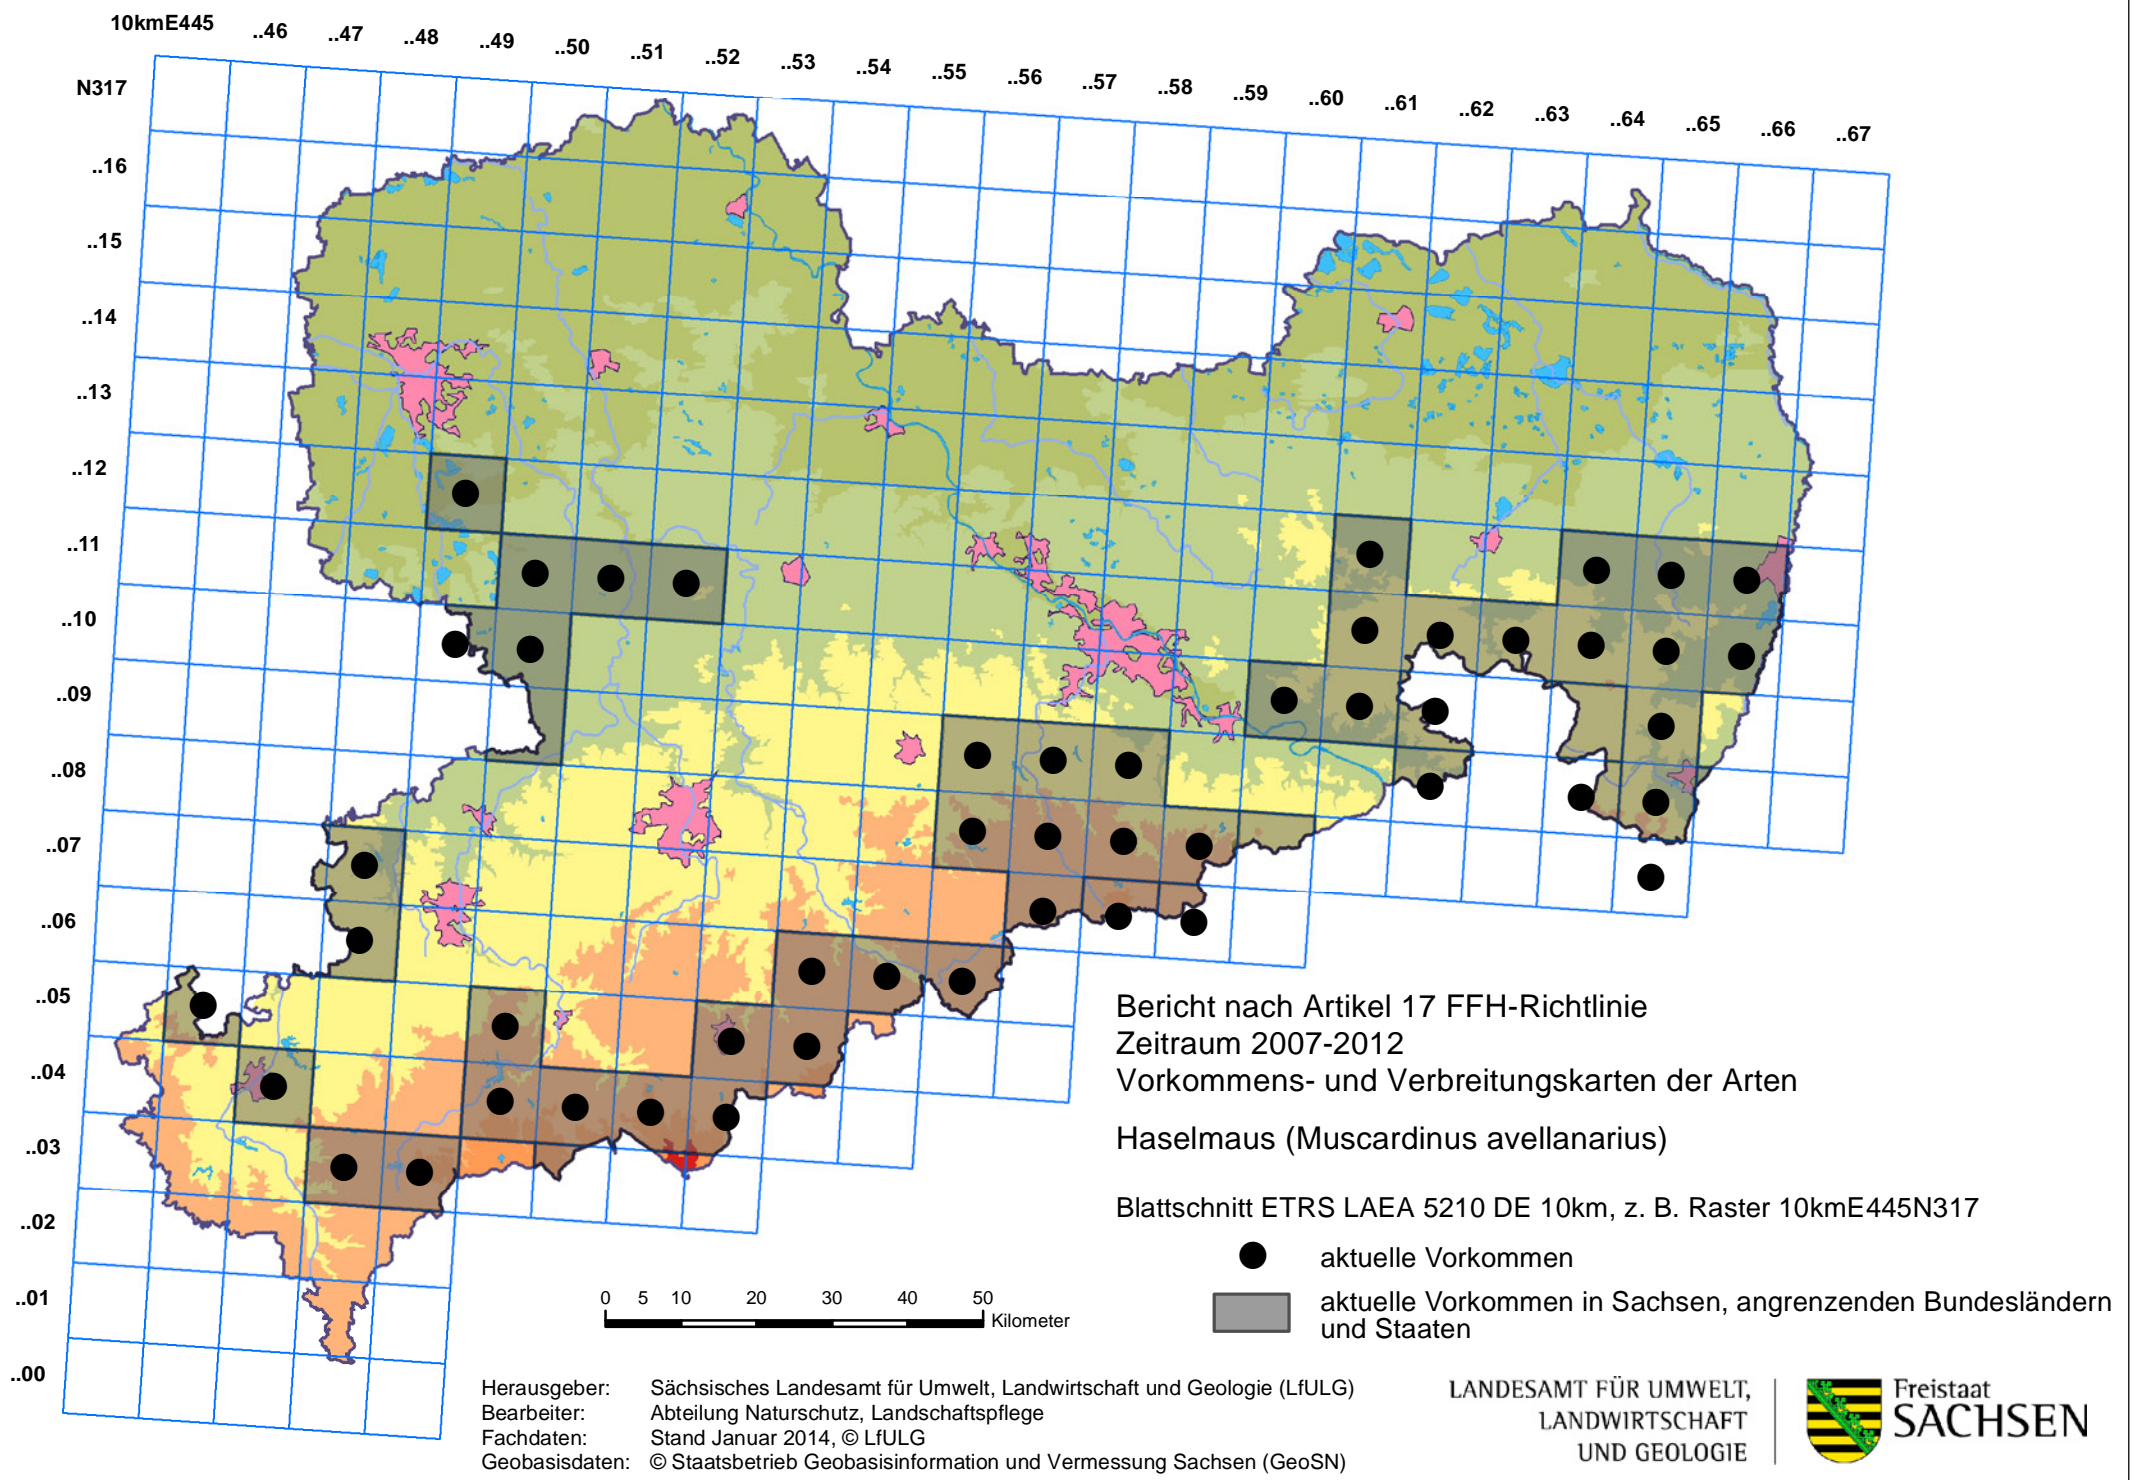 10kmE445 ..46 ..47 ..48 ..49 ..50 ..51 ..52 ..53 ..54 ..55 ..56 ..57 ..58 ..59 ..60 ..61 ..62 ..63 ..64 ..65 ..66 ..67
N317
..16
..15
..14
..13
..12
..11
..10
..09
..08
..07
..06
..05
..04
..03
..02
..01
..00
Bericht nach Artikel 17 FFH-Richtlinie
Zeitraum 2007-2012
Vorkommens- und Verbreitungskarten der Arten
Haselmaus (Muscardinus avellanarius)
Blattschnitt ETRS LAEA 5210 DE 10km, z. B. Raster 10kmE445N317
aktuelle Vorkommen
aktuelle Vorkommen in Sachsen, angrenzenden Bundesländern
und Staaten
0 5 10 20 30 40 50
Kilometer
Herausgeber: Sächsisches Landesamt für Umwelt, Landwirtschaft und Geologie (LfULG)
Bearbeiter: Abteilung Naturschutz, Landschaftspflege
Fachdaten: Stand Januar 2014, © LfULG
Geobasisdaten: © Staatsbetrieb Geobasisinformation und Vermessung Sachsen (GeoSN)
LANDESAMT FÜR UMWELT,
LANDWIRTSCHAFT
UND GEOLOGIE
Freistaat
SACHSEN